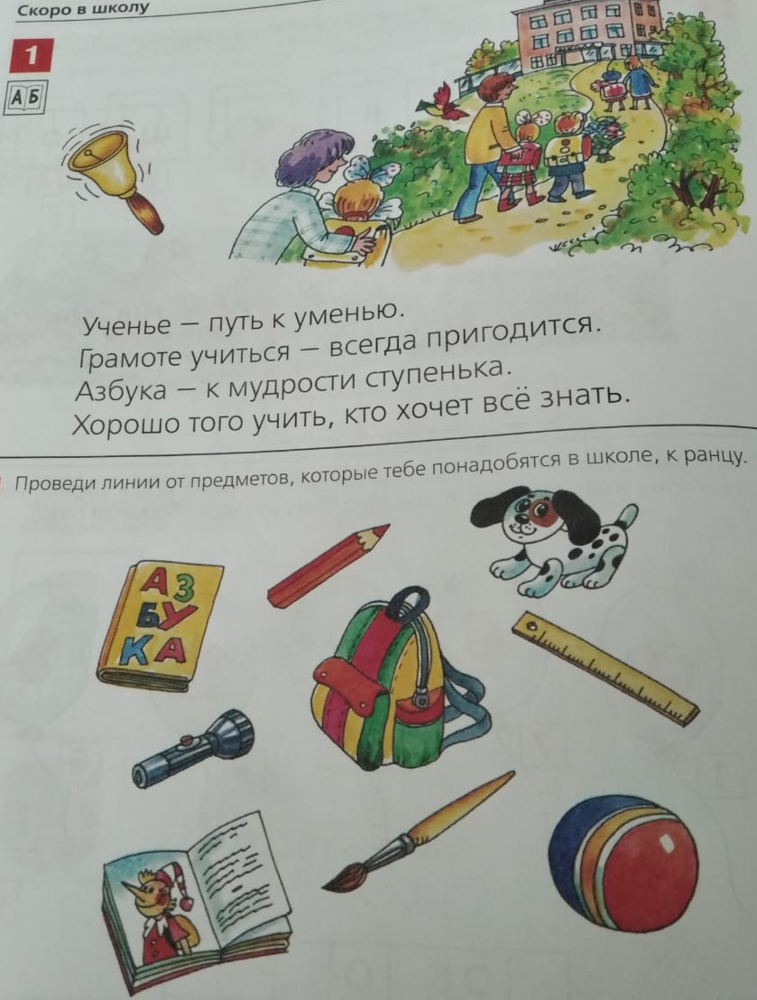 Скоро в школу
1
АБ
Ученье — путь к уменью.
Грамоте учиться — всегда пригодится.
Азбука — к мудрости ступенька.
Хорошо того учить, кто хочет всё знать.
Проведи линии от предметов, которые тебе понадобятся в школе, к ранцу.
АЗ
БУ
КА